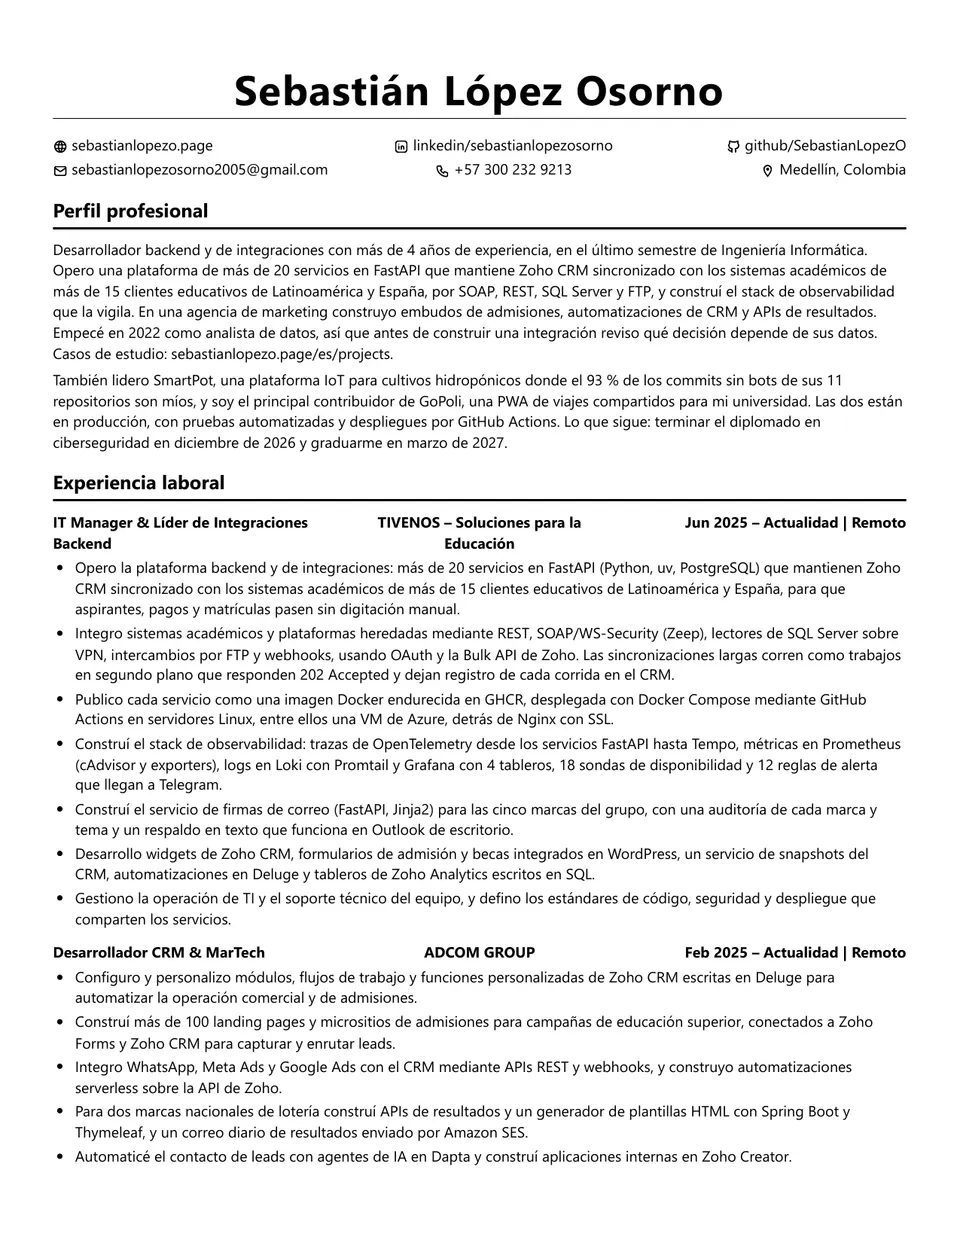 Sebastián López Osorno
sebastianlopezo.page linkedin/sebastianlopezosorno github/SebastianLopezO
sebastianlopezosorno2005@gmail.com +57 300 232 9213 Medellín, Colombia
Perfil profesional
Desarrollador backend y de integraciones con más de 4 años de experiencia, en el último semestre de Ingeniería Informática.
Opero una plataforma de más de 20 servicios en FastAPI que mantiene Zoho CRM sincronizado con los sistemas académicos de
más de 15 clientes educativos de Latinoamérica y España, por SOAP, REST, SQL Server y FTP, y construí el stack de observabilidad
que la vigila. En una agencia de marketing construyo embudos de admisiones, automatizaciones de CRM y APIs de resultados.
Empecé en 2022 como analista de datos, así que antes de construir una integración reviso qué decisión depende de sus datos.
Casos de estudio: sebastianlopezo.page/es/projects.
También lidero SmartPot, una plataforma IoT para cultivos hidropónicos donde el 93 % de los commits sin bots de sus 11
repositorios son míos, y soy el principal contribuidor de GoPoli, una PWA de viajes compartidos para mi universidad. Las dos están
en producción, con pruebas automatizadas y despliegues por GitHub Actions. Lo que sigue: terminar el diplomado en
ciberseguridad en diciembre de 2026 y graduarme en marzo de 2027.
Experiencia laboral
IT Manager & Líder de Integraciones TIVENOS – Soluciones para la Jun 2025 – Actualidad | Remoto
Backend Educación
• Opero la plataforma backend y de integraciones: más de 20 servicios en FastAPI (Python, uv, PostgreSQL) que mantienen Zoho
CRM sincronizado con los sistemas académicos de más de 15 clientes educativos de Latinoamérica y España, para que
aspirantes, pagos y matrículas pasen sin digitación manual.
• Integro sistemas académicos y plataformas heredadas mediante REST, SOAP/WS-Security (Zeep), lectores de SQL Server sobre
VPN, intercambios por FTP y webhooks, usando OAuth y la Bulk API de Zoho. Las sincronizaciones largas corren como trabajos
en segundo plano que responden 202 Accepted y dejan registro de cada corrida en el CRM.
• Publico cada servicio como una imagen Docker endurecida en GHCR, desplegada con Docker Compose mediante GitHub
Actions en servidores Linux, entre ellos una VM de Azure, detrás de Nginx con SSL.
• Construí el stack de observabilidad: trazas de OpenTelemetry desde los servicios FastAPI hasta Tempo, métricas en Prometheus
(cAdvisor y exporters), logs en Loki con Promtail y Grafana con 4 tableros, 18 sondas de disponibilidad y 12 reglas de alerta
que llegan a Telegram.
• Construí el servicio de firmas de correo (FastAPI, Jinja2) para las cinco marcas del grupo, con una auditoría de cada marca y
tema y un respaldo en texto que funciona en Outlook de escritorio.
• Desarrollo widgets de Zoho CRM, formularios de admisión y becas integrados en WordPress, un servicio de snapshots del
CRM, automatizaciones en Deluge y tableros de Zoho Analytics escritos en SQL.
• Gestiono la operación de TI y el soporte técnico del equipo, y defino los estándares de código, seguridad y despliegue que
comparten los servicios.
Desarrollador CRM & MarTech ADCOM GROUP Feb 2025 – Actualidad | Remoto
• Configuro y personalizo módulos, flujos de trabajo y funciones personalizadas de Zoho CRM escritas en Deluge para
automatizar la operación comercial y de admisiones.
• Construí más de 100 landing pages y micrositios de admisiones para campañas de educación superior, conectados a Zoho
Forms y Zoho CRM para capturar y enrutar leads.
• Integro WhatsApp, Meta Ads y Google Ads con el CRM mediante APIs REST y webhooks, y construyo automatizaciones
serverless sobre la API de Zoho.
• Para dos marcas nacionales de lotería construí APIs de resultados y un generador de plantillas HTML con Spring Boot y
Thymeleaf, y un correo diario de resultados enviado por Amazon SES.
• Automaticé el contacto de leads con agentes de IA en Dapta y construí aplicaciones internas en Zoho Creator.